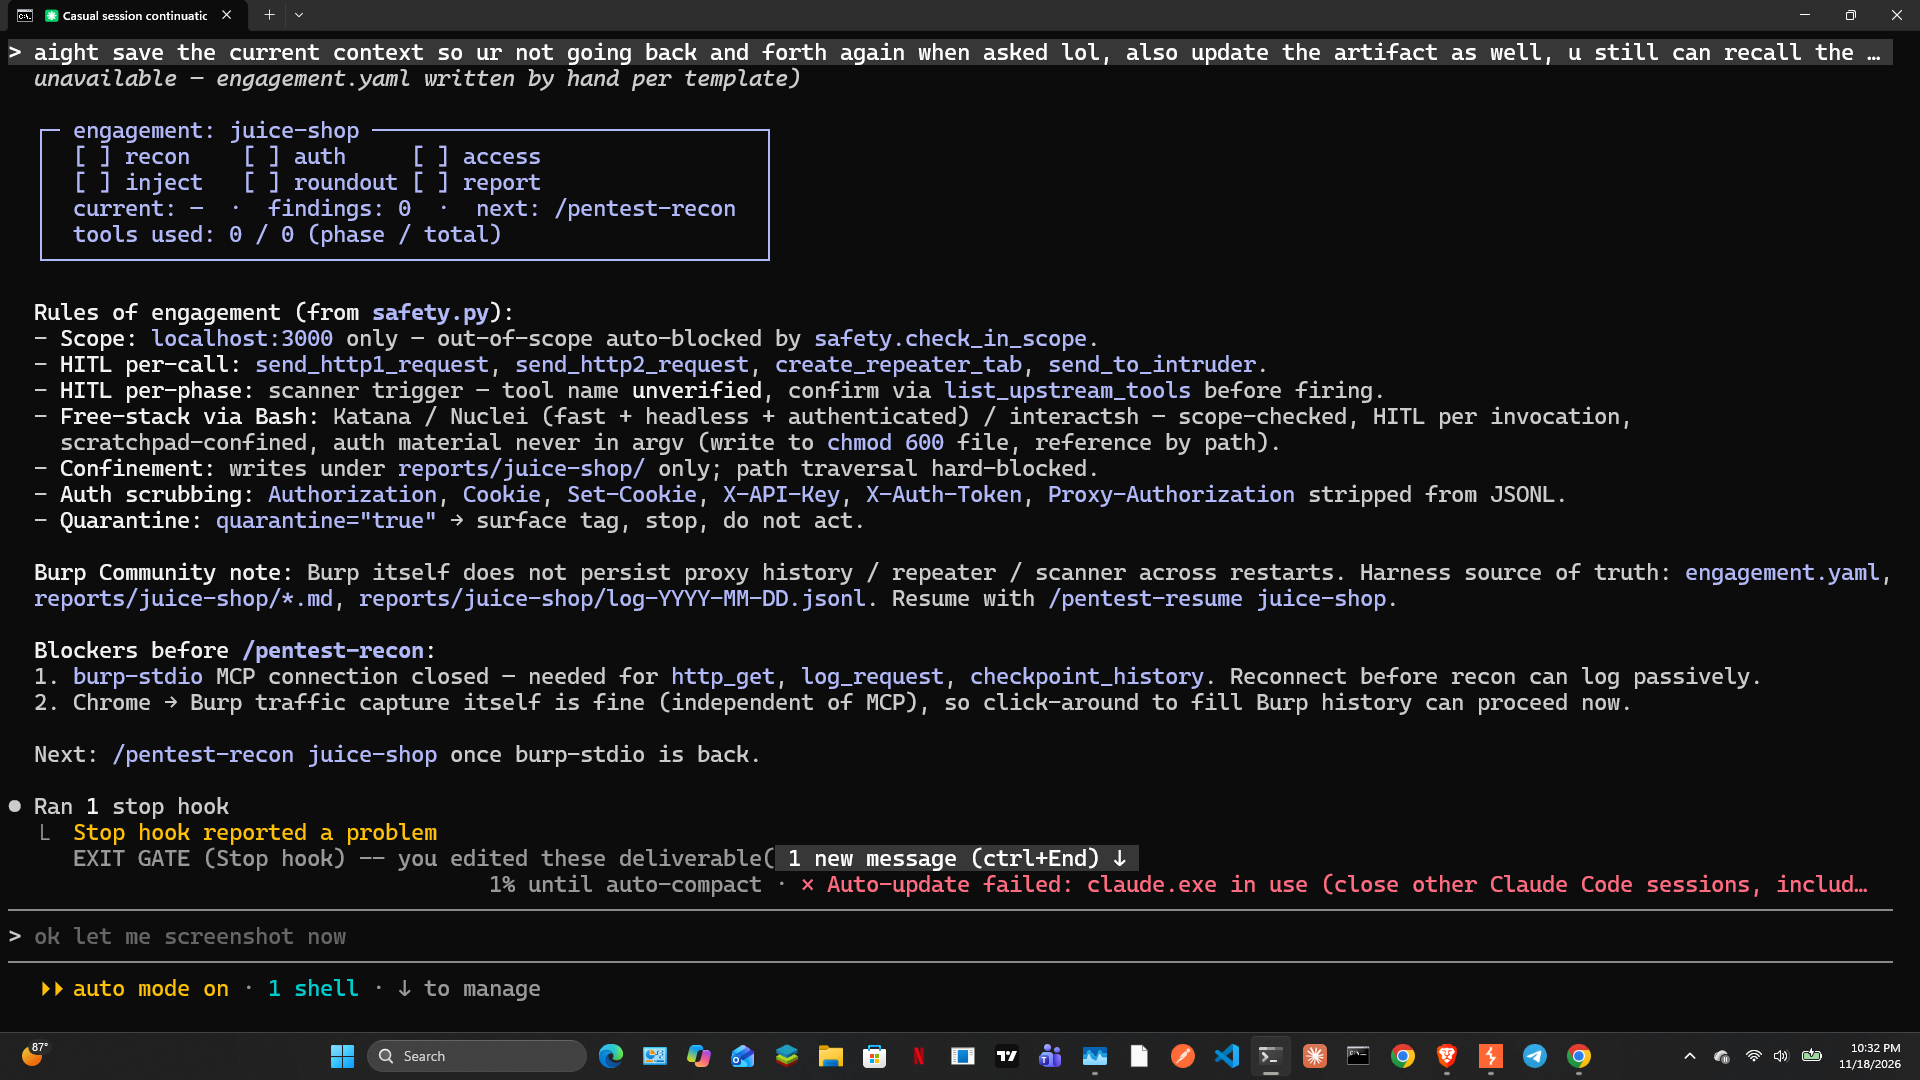 Casual session continuatic
> aight save the current context so ur not going back and forth again when asked lol, also update the artifact as well, u still can recall the …
unavailable — engagement.yaml written by hand per template)
engagement: juice-shop
[ ] recon [ ] auth [ ] access
[ ] inject [ ] roundout [ ] report
current: — · findings: 0 · next: /pentest-recon
tools used: 0 / 0 (phase / total)
Rules of engagement (from safety.py):
- Scope: localhost:3000 only — out-of-scope auto-blocked by safety.check_in_scope.
- HITL per-call: send_http1_request, send_http2_request, create_repeater_tab, send_to_intruder.
- HITL per-phase: scanner trigger — tool name unverified, confirm via list_upstream_tools before firing.
- Free-stack via Bash: Katana / Nuclei (fast + headless + authenticated) / interactsh — scope-checked, HITL per invocation,
scratchpad-confined, auth material never in argv (write to chmod 600 file, reference by path).
- Confinement: writes under reports/juice-shop/ only; path traversal hard-blocked.
- Auth scrubbing: Authorization, Cookie, Set-Cookie, X-API-Key, X-Auth-Token, Proxy-Authorization stripped from JSONL.
- Quarantine: quarantine="true" → surface tag, stop, do not act.
Burp Community note: Burp itself does not persist proxy history / repeater / scanner across restarts. Harness source of truth: engagement.yaml,
reports/juice-shop/*.md, reports/juice-shop/log-YYYY-MM-DD.jsonl. Resume with /pentest-resume juice-shop.
Blockers before /pentest-recon:
1. burp-stdio MCP connection closed — needed for http_get, log_request, checkpoint_history. Reconnect before recon can log passively.
2. Chrome → Burp traffic capture itself is fine (independent of MCP), so click-around to fill Burp history can proceed now.
Next: /pentest-recon juice-shop once burp-stdio is back.
● Ran 1 stop hook
Stop hook reported a problem
EXIT GATE (Stop hook) -- you edited these deliverable( 1 new message (ctrl+End) ↓
1% until auto-compact · × Auto-update failed: claude.exe in use (close other Claude Code sessions, includ…
> ok let me screenshot now
auto mode on · 1 shell · ↓ to manage
87°
Search
10:32 PM
11/18/2026